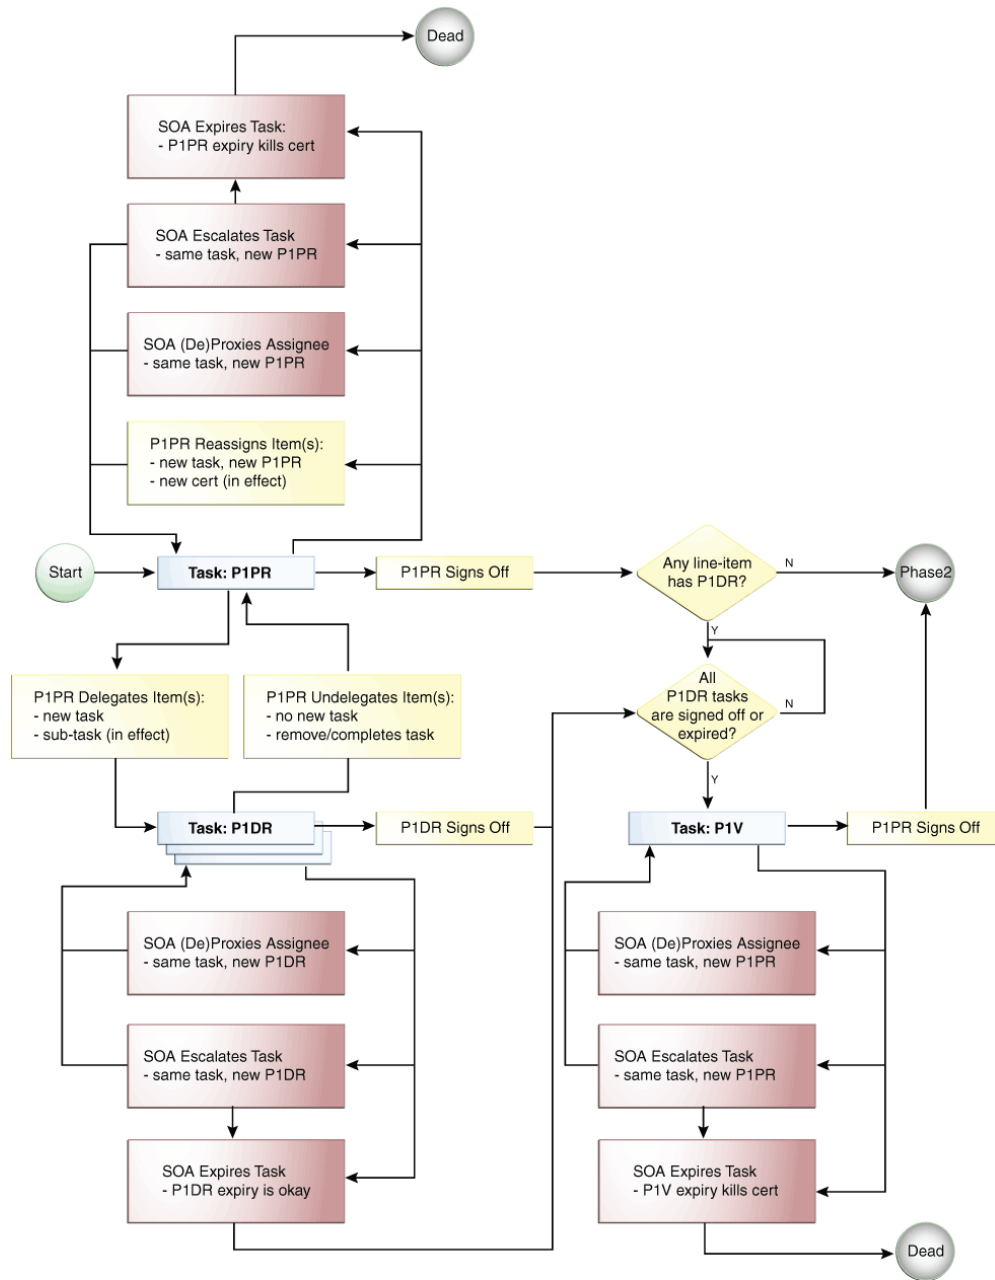 Dead
SOA Expires Task:
- P1PR expiry kills cert
SOA Escalates Task
- same task, new P1PR
SOA (De)Proxies Assignee
- same task, new P1PR
P1PR Reassigns Item(s):
- new task, new P1PR
- new cert (in effect)
Start
Task: P1PR
P1PR Signs Off
Any line-item
has P1DR?
N
Phase2
Y
P1PR Delegates Item(s):
- new task
- sub-task (in effect)
P1PR Undelegates Item(s):
- no new task
- remove/completes task
All
P1DR tasks
are signed off or
expired?
N
Y
Task: P1DR
P1DR Signs Off
Task: P1V
P1PR Signs Off
SOA (De)Proxies Assignee
- same task, new P1DR
SOA Escalates Task
- same task, new P1DR
SOA Expires Task
- P1DR expiry is okay
SOA (De)Proxies Assignee
- same task, new P1PR
SOA Escalates Task
- same task, new P1PR
SOA Expires Task
- P1V expiry kills cert
Dead